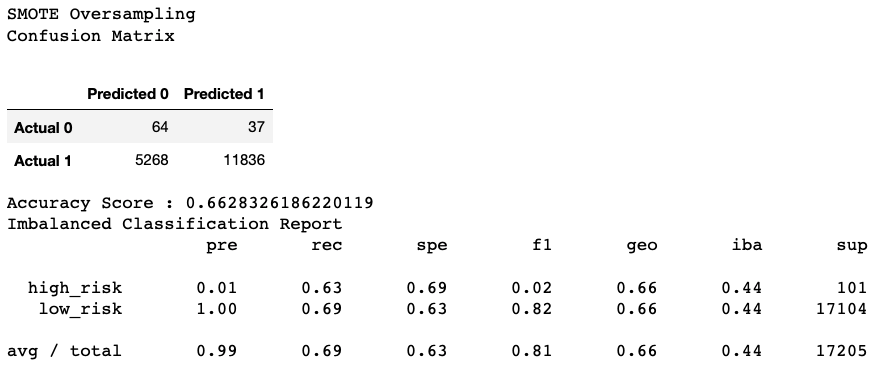 SMOTE Oversampling
Confusion Matrix
Predicted 0 Predicted 1
Actual 0 64 37
Actual 1 5268 11836
Accuracy Score : 0.6628326186220119
Imbalanced Classification Report
pre rec spe f1 geo iba sup
high_risk 0.01 0.63 0.69 0.02 0.66 0.44 101
low_risk 1.00 0.69 0.63 0.82 0.66 0.44 17104
avg / total 0.99 0.69 0.63 0.81 0.66 0.44 17205